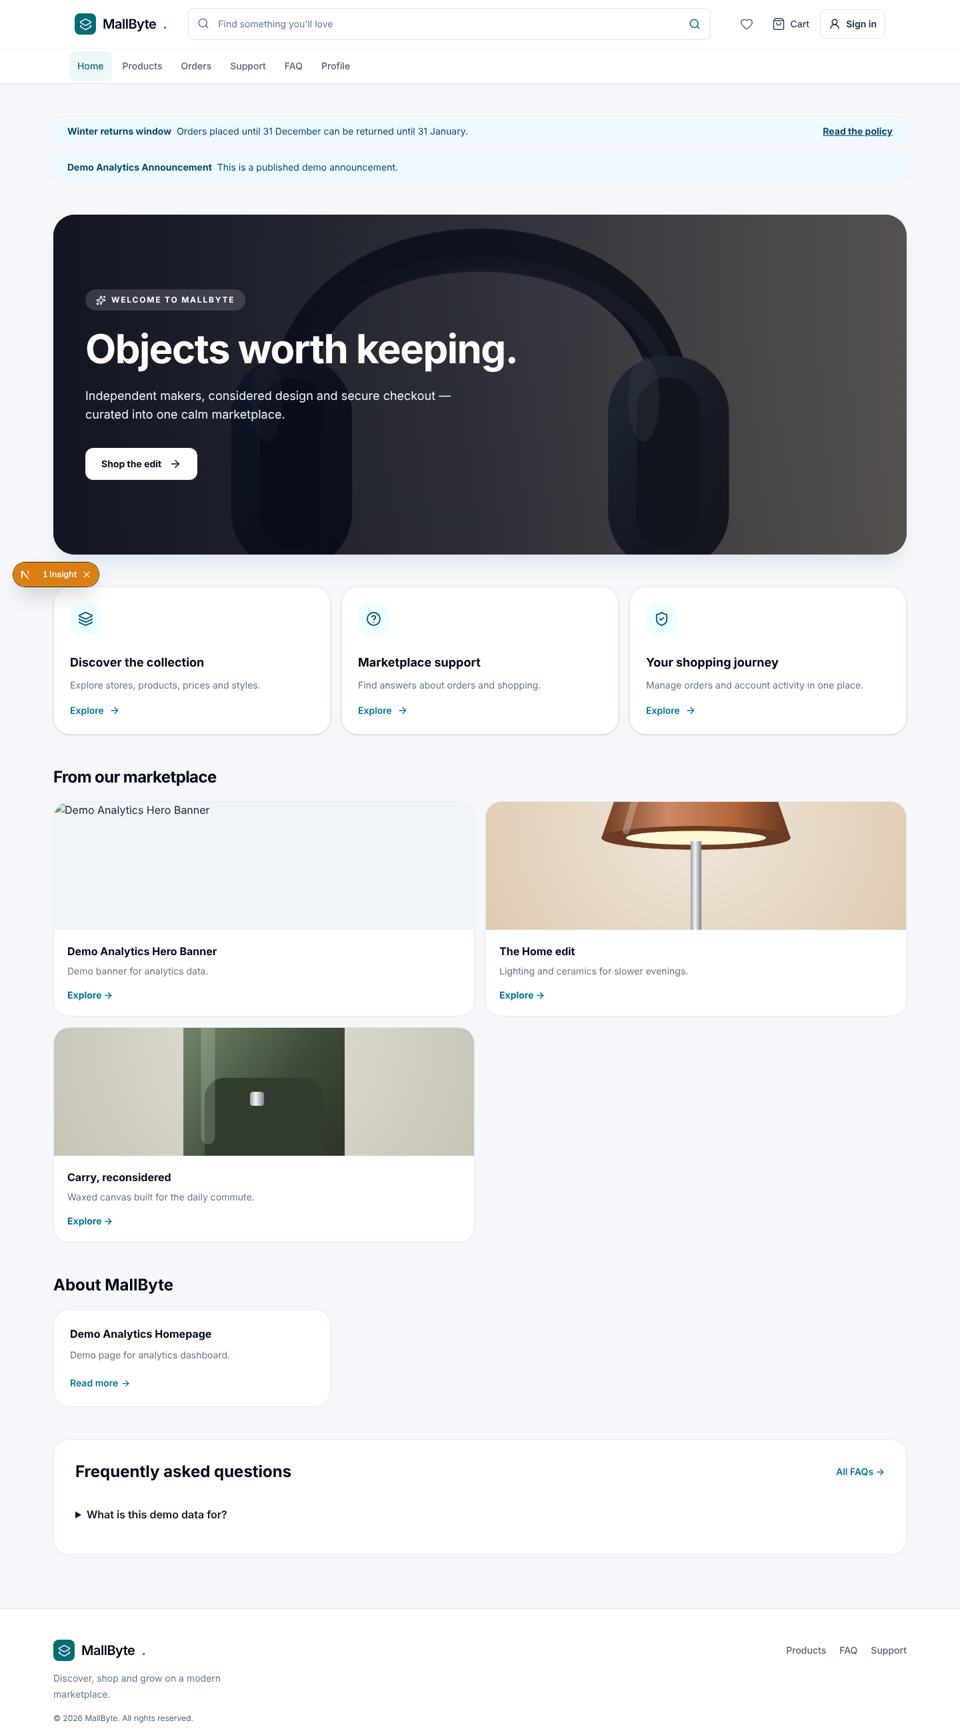 MallByte .
Find something you'll love
Cart
Sign in
Home
Products
Orders
Support
FAQ
Profile
Winter returns window Orders placed until 31 December can be returned until 31 January.
Read the policy
Demo Analytics Announcement This is a published demo announcement.
WELCOME TO MALLBYTE
Objects worth keeping.
Independent makers, considered design and secure checkout —
curated into one calm marketplace.
Shop the edit →
N 1 Insight ×
Discover the collection
Explore stores, products, prices and styles.
Explore →
Marketplace support
Find answers about orders and shopping.
Explore →
Your shopping journey
Manage orders and account activity in one place.
Explore →
From our marketplace
Demo Analytics Hero Banner
Demo Analytics Hero Banner
Demo banner for analytics data.
Explore →
The Home edit
Lighting and ceramics for slower evenings.
Explore →
Carry, reconsidered
Waxed canvas built for the daily commute.
Explore →
About MallByte
Demo Analytics Homepage
Demo page for analytics dashboard.
Read more →
Frequently asked questions
All FAQs →
▶ What is this demo data for?
MallByte .
Products
FAQ
Support
Discover, shop and grow on a modern
marketplace.
© 2026 MallByte. All rights reserved.